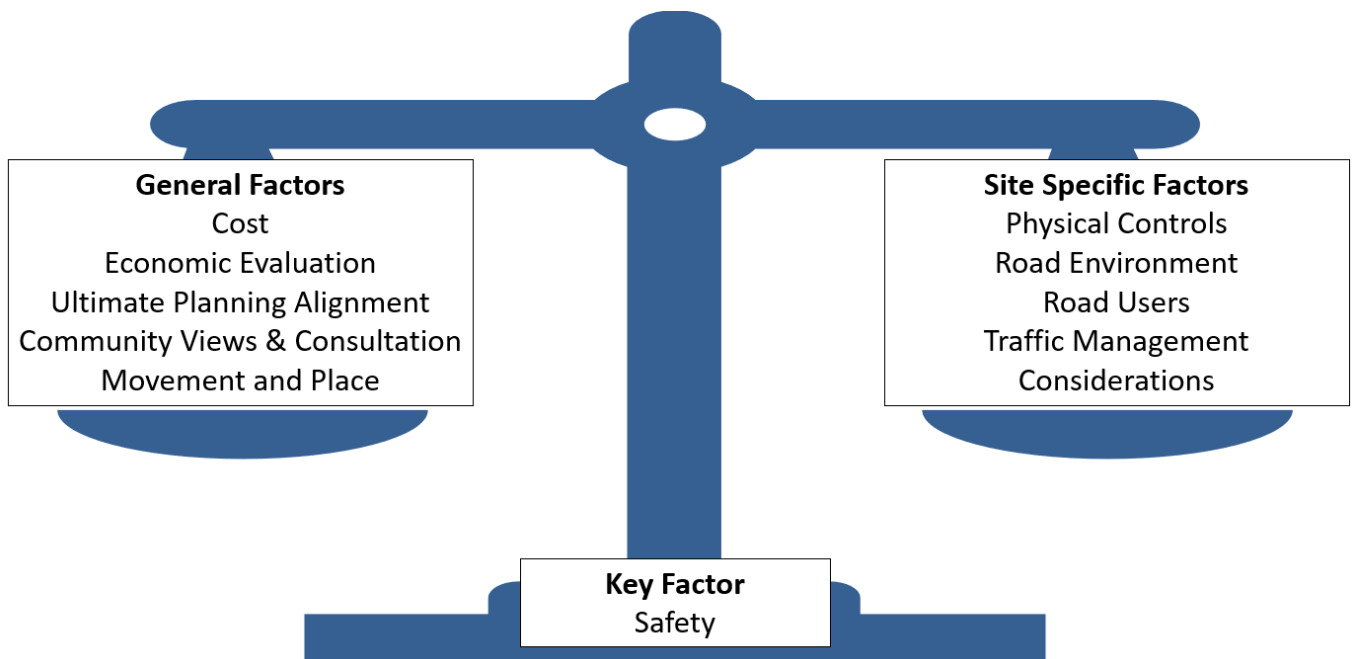 General Factors
Cost
Economic Evaluation
Ultimate Planning Alignment
Community Views & Consultation
Movement and Place
Site Specific Factors
Physical Controls
Road Environment
Road Users
Traffic Management
Considerations
Key Factor
Safety